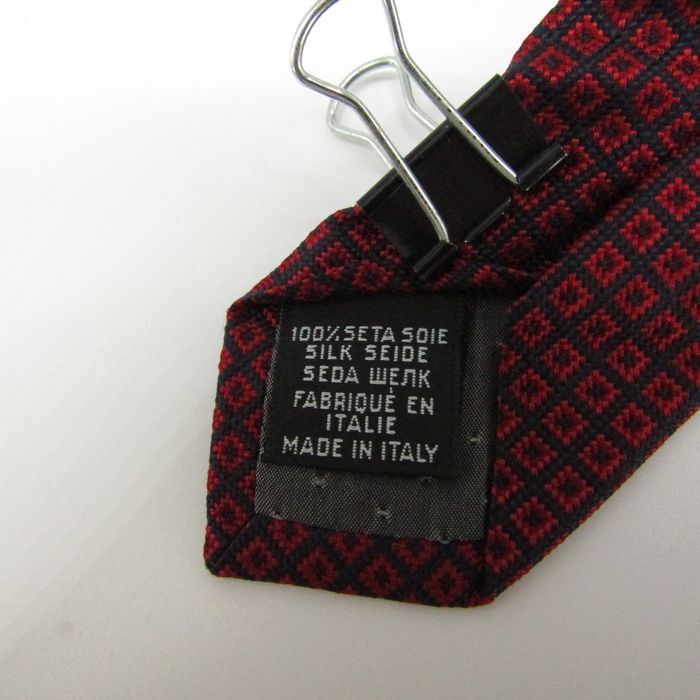 100% SETA SOIE
SILK SEIDE
SEDA ШЕЛК
FABRIQUÉ EN
ITALIE
MADE IN ITALY